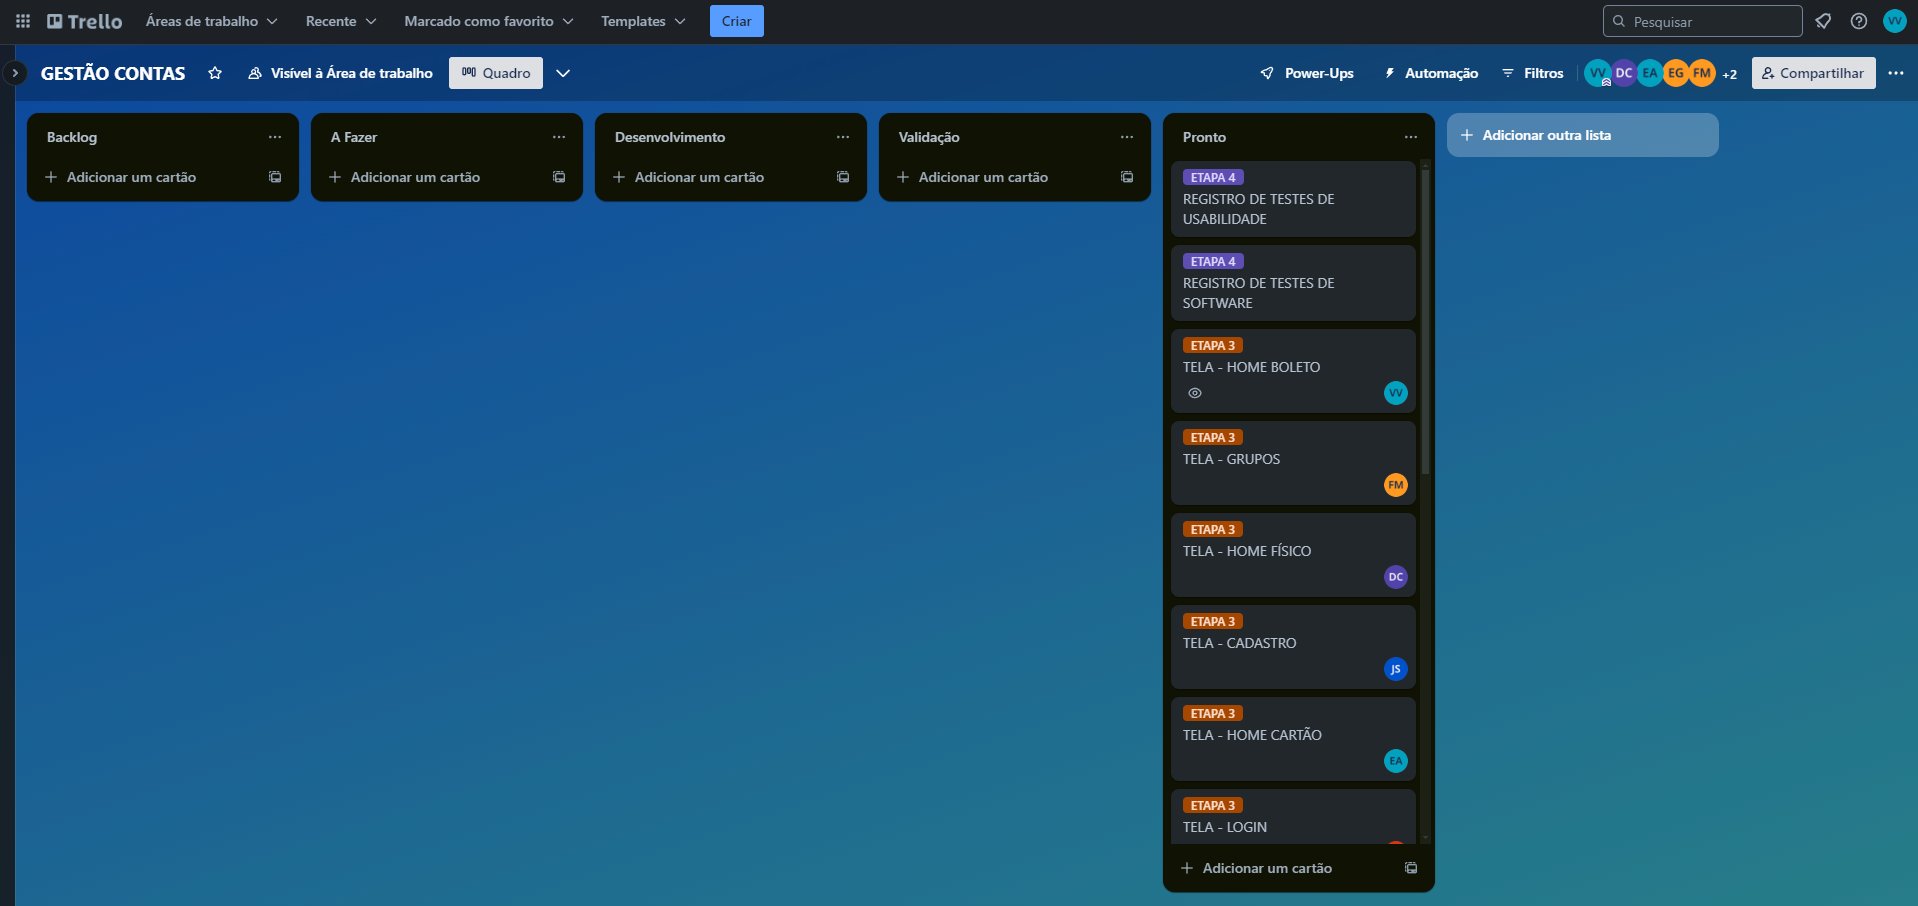 Trello
Áreas de trabalho
Recente
Marcado como favorito
Templates
Criar
Pesquisar
VV
GESTÃO CONTAS
Visível à Área de trabalho
Quadro
Power-Ups
Automação
Filtros
VV
DC
EA
EG
FM
+2
Compartilhar
Backlog
Adicionar um cartão
A Fazer
Adicionar um cartão
Desenvolvimento
Adicionar um cartão
Validação
Adicionar um cartão
Pronto
ETAPA 4
REGISTRO DE TESTES DE
USABILIDADE
ETAPA 4
REGISTRO DE TESTES DE
SOFTWARE
ETAPA 3
TELA - HOME BOLETO
VV
ETAPA 3
TELA - GRUPOS
FM
ETAPA 3
TELA - HOME FÍSICO
DC
ETAPA 3
TELA - CADASTRO
JS
ETAPA 3
TELA - HOME CARTÃO
EA
ETAPA 3
TELA - LOGIN
Adicionar um cartão
Adicionar outra lista